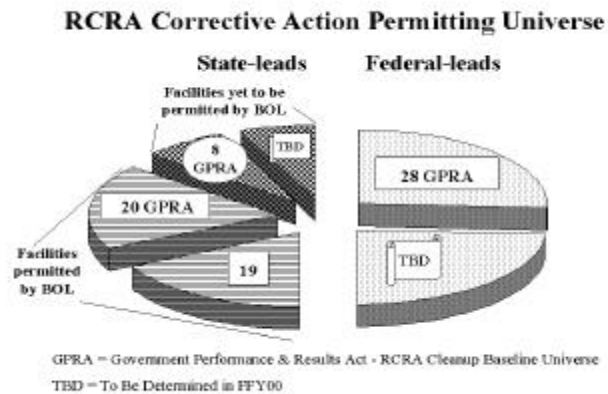 RCRA Corrective Action Permitting Universe
State-leads
Federal-leads
Facilities yet to be
permitted by BOL
8
GPRA
TBD
28 GPRA
20 GPRA
Facilities
permitted
by BOL
19
TBD
GPRA = Government Performance & Results Act - RCRA Cleanup Baseline Universe
TBD = To Be Determined in FFY00